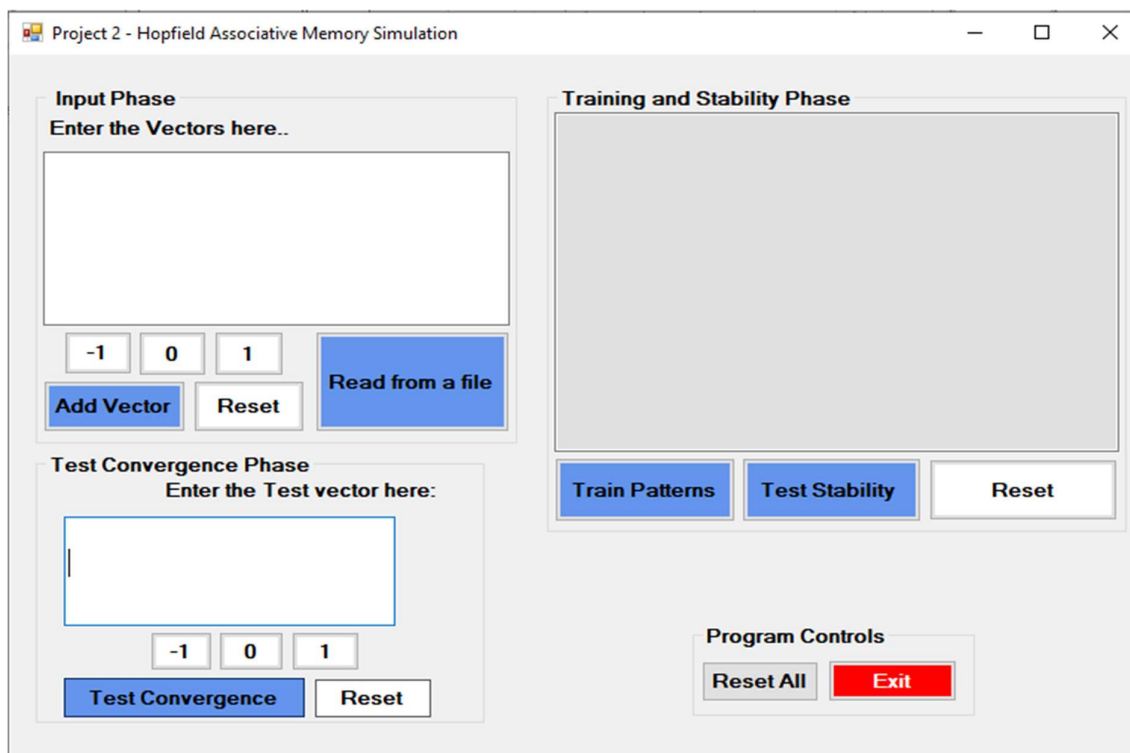 Project 2 - Hopfield Associative Memory Simulation
Input Phase
Enter the Vectors here..
-1 0 1
Add Vector Reset
Read from a file
Test Convergence Phase
Enter the Test vector here:
-1 0 1
Test Convergence Reset
Training and Stability Phase
Train Patterns Test Stability Reset
Program Controls
Reset All Exit